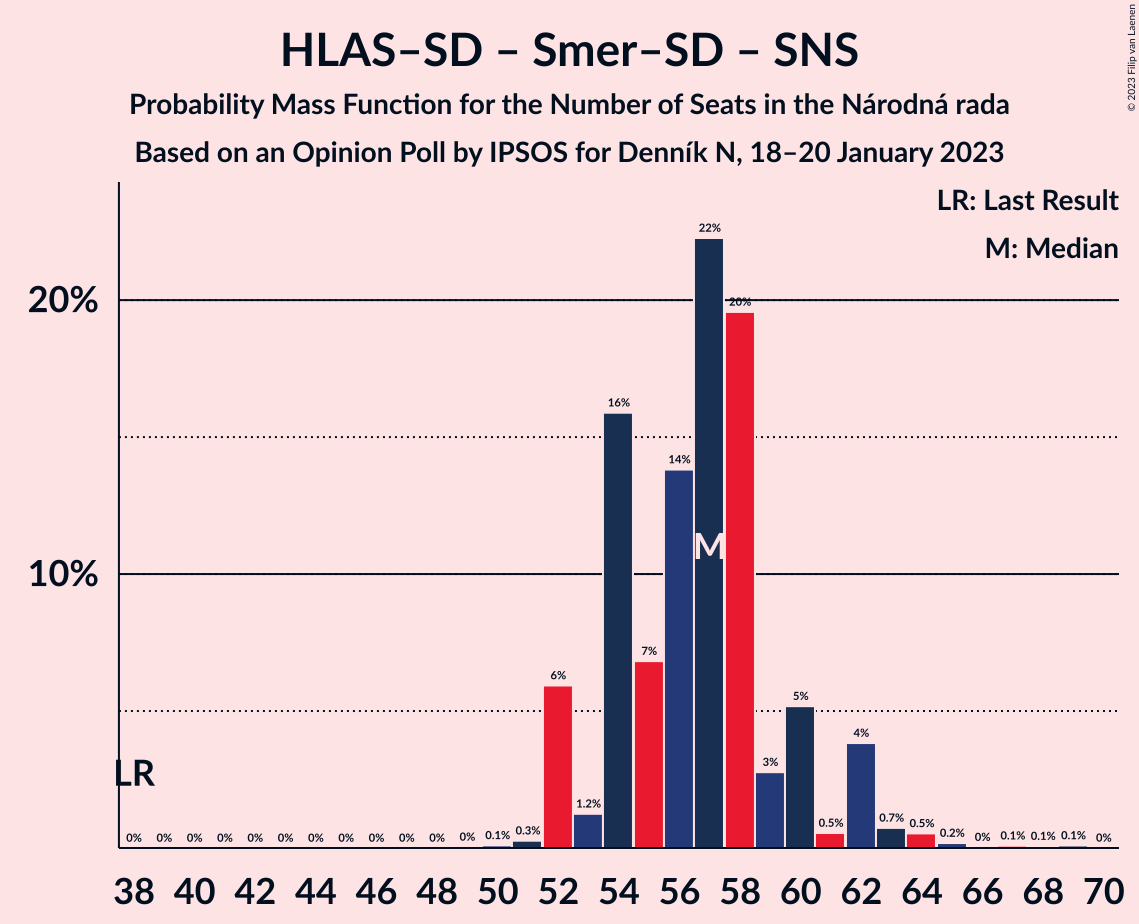 HLAS–SD – Smer–SD – SNS
Probability Mass Function for the Number of Seats in the Národná rada
Based on an Opinion Poll by IPSOS for Denník N, 18–20 January 2023
© 2023 Filip van Laenen
LR: Last Result
M: Median
20%
10%
22%
20%
16%
14%
M
7%
6%
5%
4%
3%
LR
0% 0% 0% 0% 0% 0% 0% 0% 0% 0% 0% 0% 0.1% 0.3% 1.2% 0.5% 0.7% 0.5% 0.2% 0% 0.1% 0.1% 0.1% 0%
38 40 42 44 46 48 50 52 54 56 58 60 62 64 66 68 70